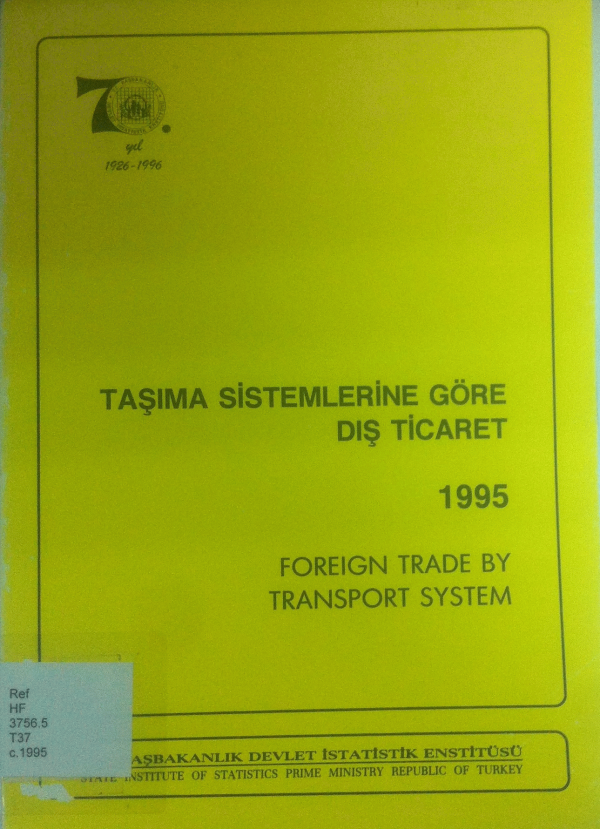 70.
yıl
1926-1996
TAŞIMA SİSTEMLERİNE GÖRE
DIŞ TİCARET
1995
FOREIGN TRADE BY
TRANSPORT SYSTEM
Ref
HF
3756.5
T37
c.1995
AŞBAKANLIK DEVLET İSTATİSTİK ENSTİTÜSÜ
STATE INSTITUTE OF STATISTICS PRIME MINISTRY REPUBLIC OF TURKEY